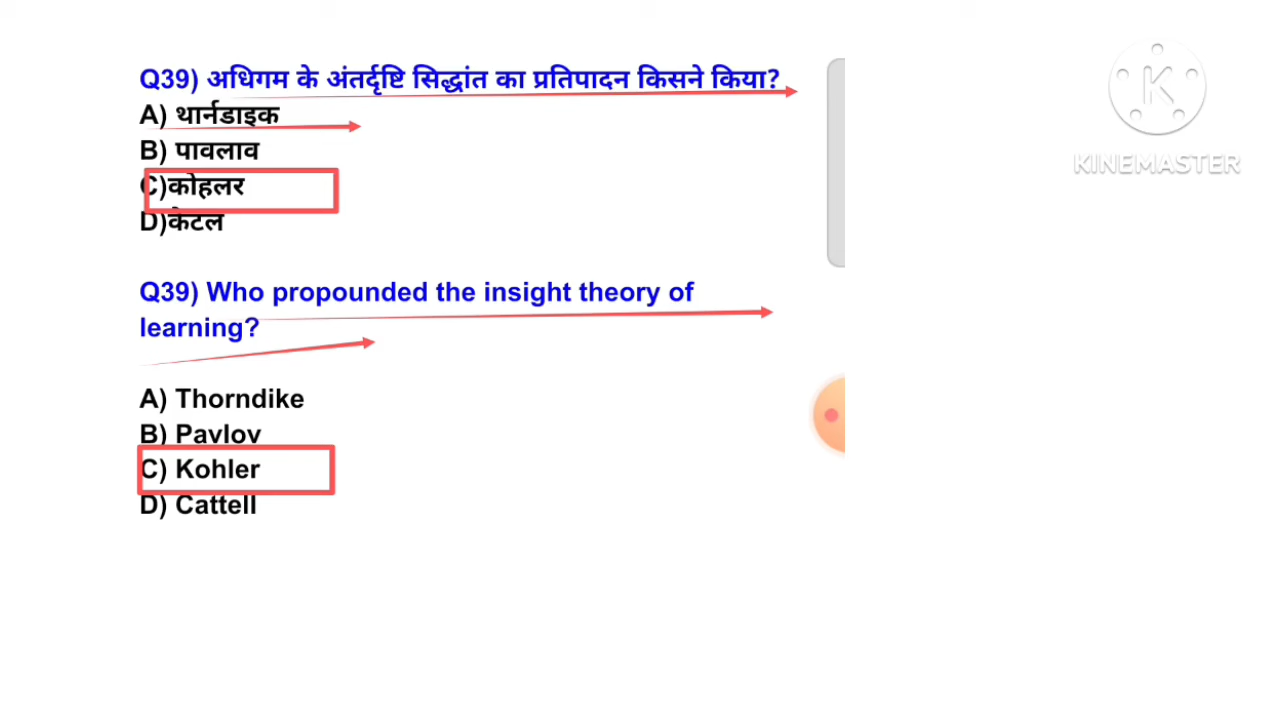 Q39) अधिगम के अंतर्दृष्टि सिद्धांत का प्रतिपादन किसने किया?
A) थार्नडाइक
B) पावलाव
C)कोहलर
D)केटल
Q39) Who propounded the insight theory of
learning?
A) Thorndike
B) Pavlov
C) Kohler
D) Cattell
K
KINEMASTER